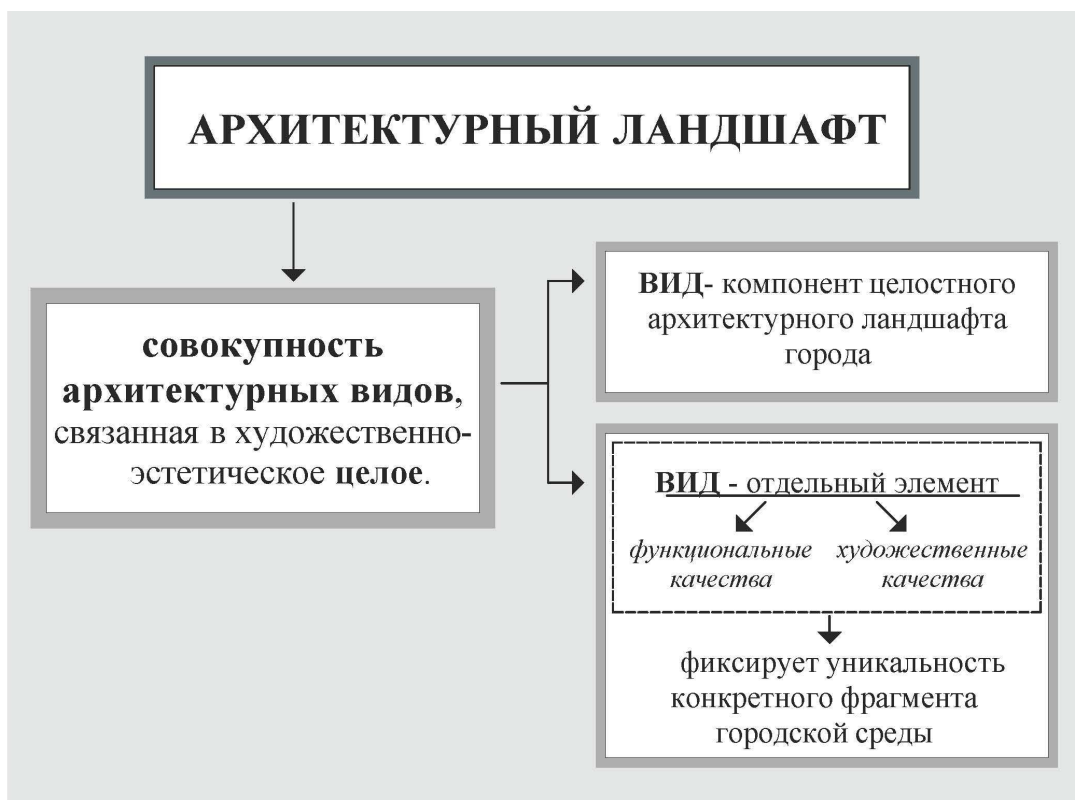 АРХИТЕКТУРНЫЙ ЛАНДШАФТ
совокупность
архитектурных видов,
связанная в художественно-
эстетическое целое.
ВИД- компонент целостного
архитектурного ландшафта
города
ВИД - отдельный элемент
функциональные художественные
качества качества
фиксирует уникальность
конкретного фрагмента
городской среды